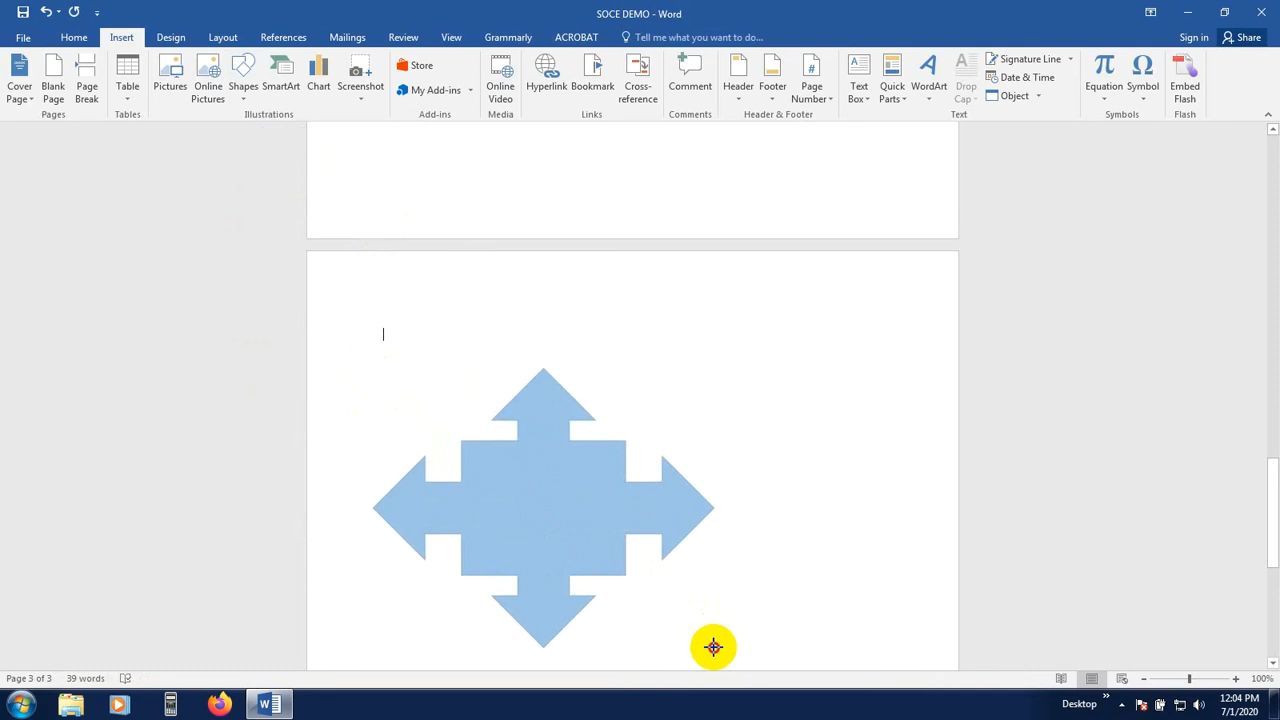 SOCE DEMO - Word
File Home Insert Design Layout References Mailings Review View Grammarly ACROBAT Tell me what you want to do... Sign in Share
Cover Page Blank Page Page Break Table Pictures Online Pictures Shapes SmartArt Chart Screenshot Store My Add-ins Online Video Hyperlink Bookmark Cross-reference Comment Header Footer Page Number Text Box Quick Parts WordArt Drop Cap Signature Line Date & Time Object Equation Symbol Embed Flash
Pages Tables Illustrations Add-ins Media Links Comments Header & Footer Text Symbols Flash
Page 3 of 3 39 words 100%
Desktop 12:04 PM
7/1/2020